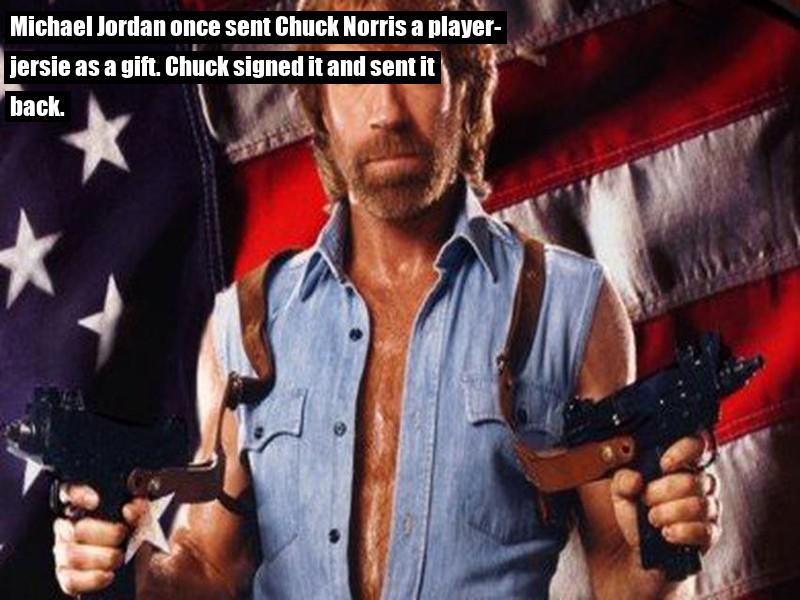 Michael Jordan once sent Chuck Norris a player-
jersie as a gift. Chuck signed it and sent it
back.